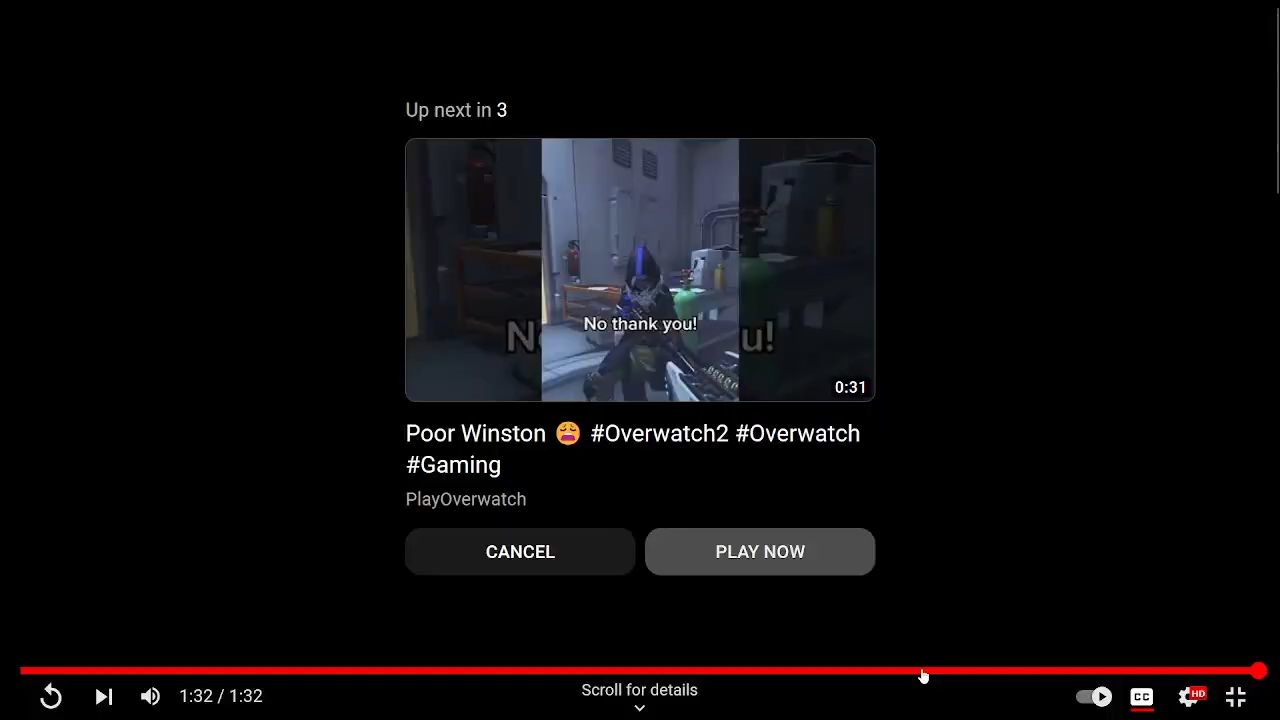 Up next in 3
No thank you!
0:31
Poor Winston 😩 #Overwatch2 #Overwatch
#Gaming
PlayOverwatch
CANCEL
PLAY NOW
1:32 / 1:32
Scroll for details
CC
HD